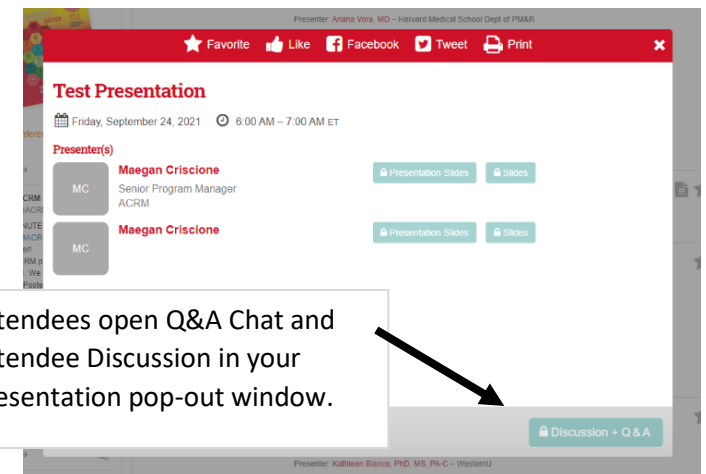 Presenter: Ariana Vora, MD – Harvard Medical School Dept of PM&R
Favorite Like Facebook Tweet Print
Test Presentation
Friday, September 24, 2021 6:00 AM – 7:00 AM ET
Presenter(s)
MC
Maegan Criscione
Senior Program Manager
ACRM
Presentation Slides
Slides
MC
Maegan Criscione
Presentation Slides
Slides
tendees open Q&A Chat and
tendee Discussion in your
esentation pop-out window.
Discussion + Q & A
Presenter: Kathleen Bianco, PhD, MS, PA-C – WesternU